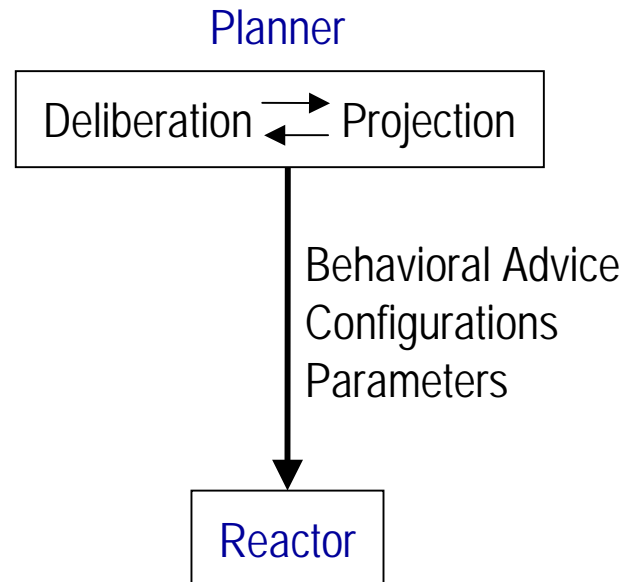 Planner
Deliberation Projection
Behavioral Advice
Configurations
Parameters
Reactor